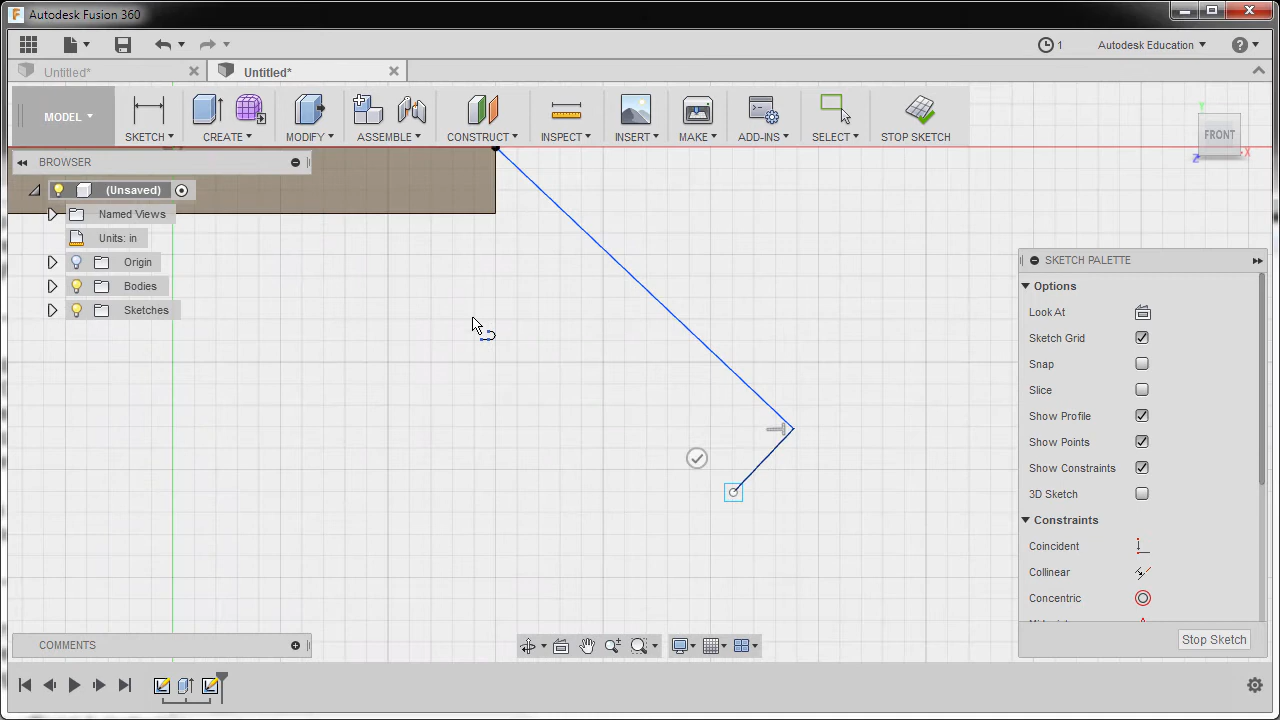 Autodesk Fusion 360
1
Autodesk Education
Untitled*
Untitled*
MODEL
SKETCH
CREATE
MODIFY
ASSEMBLE
CONSTRUCT
INSPECT
INSERT
MAKE
ADD-INS
SELECT
STOP SKETCH
Y
FRONT
X
Z
BROWSER
(Unsaved)
Named Views
Units: in
Origin
Bodies
Sketches
SKETCH PALETTE
Options
Look At
Sketch Grid
Snap
Slice
Show Profile
Show Points
Show Constraints
3D Sketch
Constraints
Coincident
Collinear
Concentric
Stop Sketch
COMMENTS